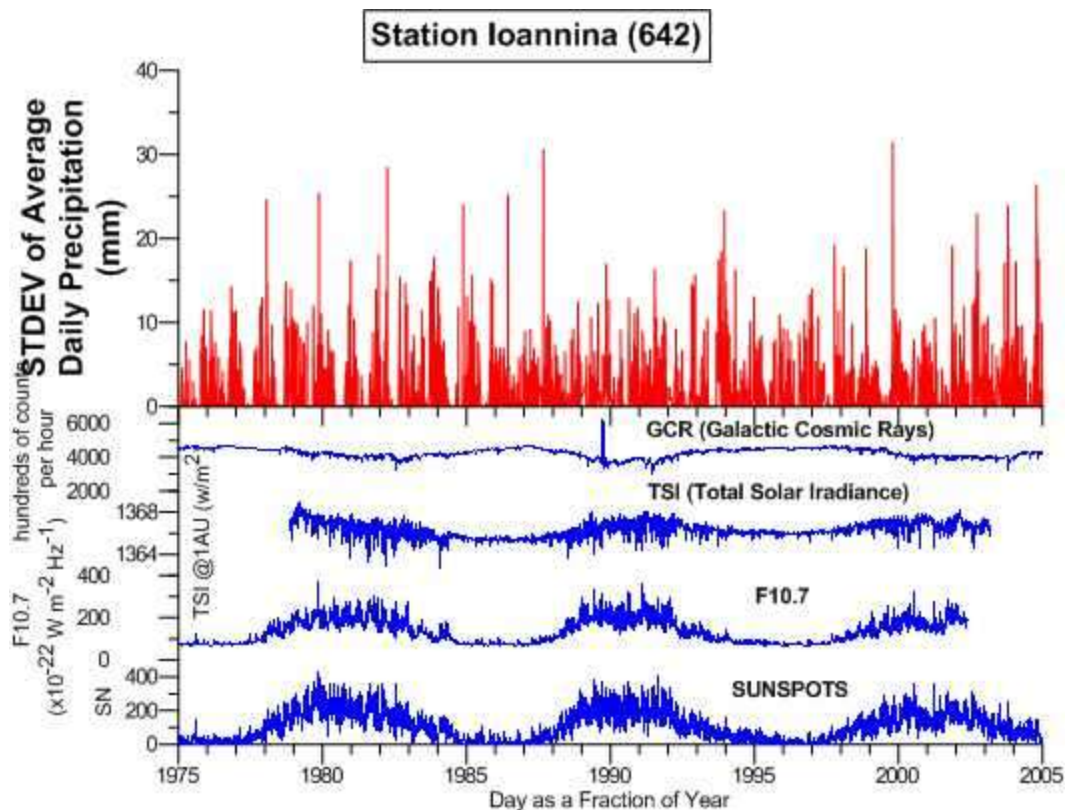 Station Ioannina (642)
STDEV of Average
Daily Precipitation
(mm)
40
30
20
10
0
hundreds of counts
per hour
6000
4000
2000
GCR (Galactic Cosmic Rays)
TSI @1AU (w/m2)
1368
1364
TSI (Total Solar Irradiance)
F10.7
(x10-22 W m-2 Hz-1)
400
200
0
F10.7
SN
400
200
0
SUNSPOTS
1975
1980
1985
1990
1995
2000
2005
Day as a Fraction of Year